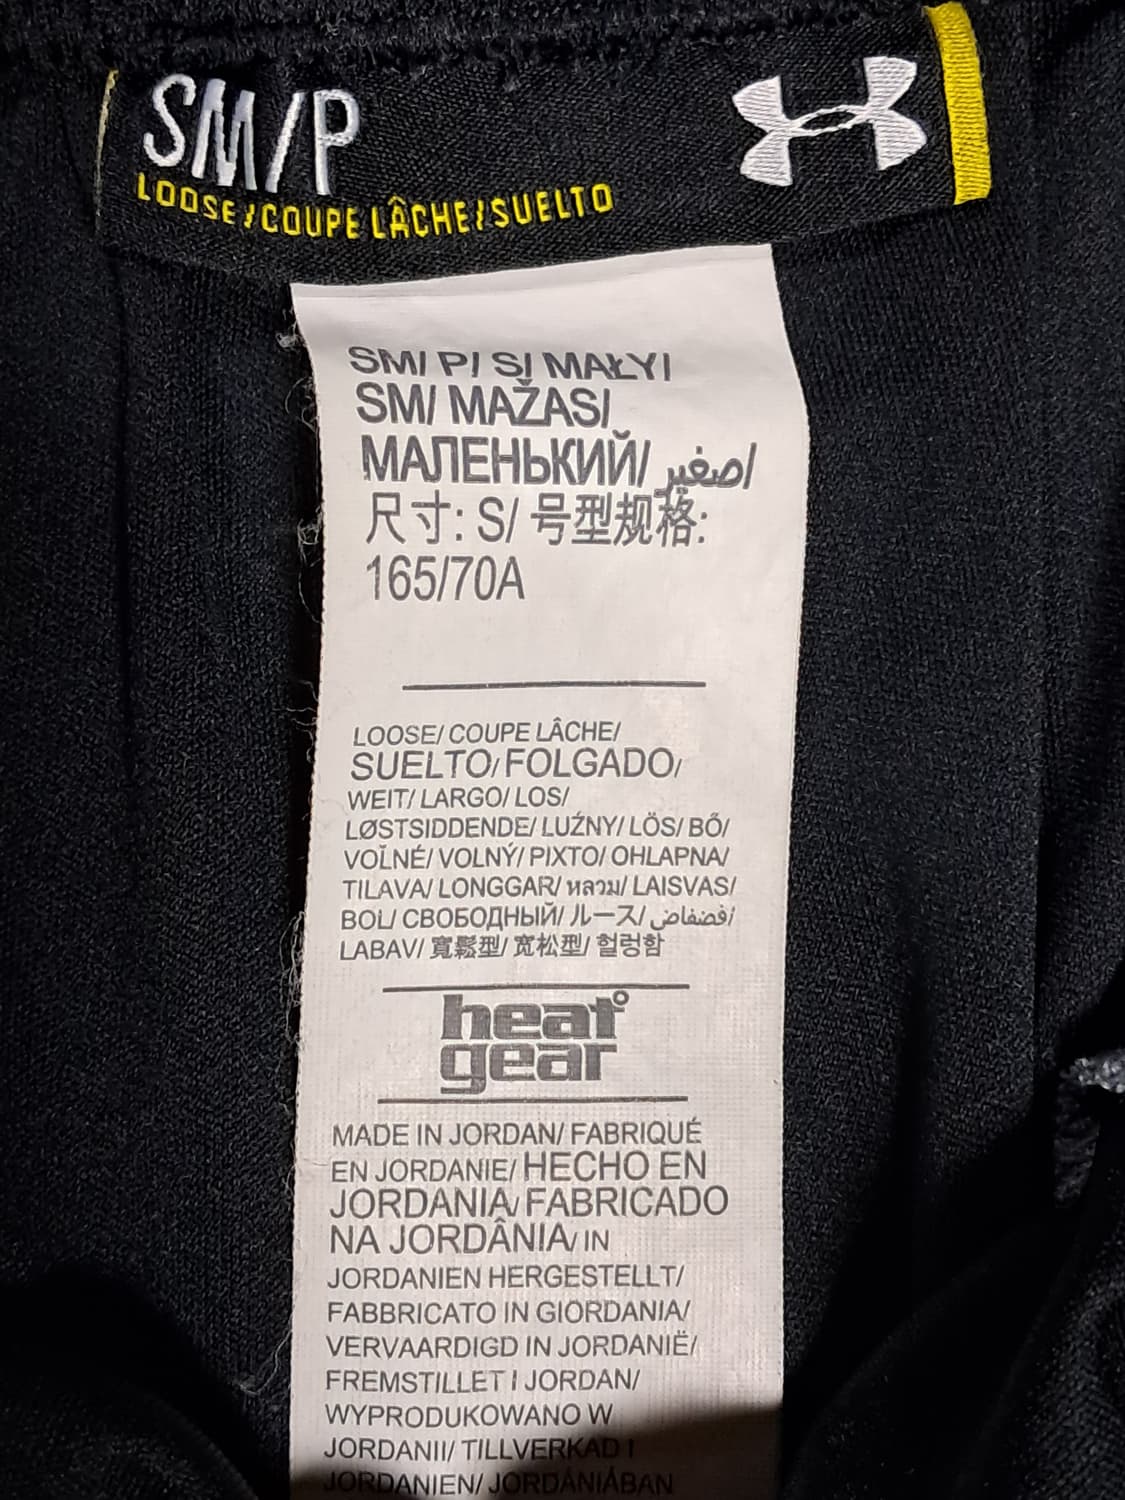 SM/P
LOOSE/COUPE LÂCHE/SUELTO
SM/ P/ S/ MAŁY/
SM/ MAŽAS/
МАЛЕНЬКИЙ/ صغير/
尺寸: S/ 号型规格:
165/70A
LOOSE/ COUPE LÂCHE/
SUELTO/ FOLGADO/
WEIT/ LARGO/ LOS/
LØSTSIDDENDE/ LUŹNY/ LÖS/ BŐ/
VOĽNÉ/ VOLNÝ/ PIXTO/ OHLAPNA/
TILAVA/ LONGGAR/ หลวม/ LAISVAS/
BOL/ СВОБОДНЫЙ/ ルース/ فضفاض/
LABAV/ 寬鬆型/ 宽松型/ 헐렁함
heat
gear
MADE IN JORDAN/ FABRIQUÉ
EN JORDANIE/ HECHO EN
JORDANIA/ FABRICADO
NA JORDÂNIA/ IN
JORDANIEN HERGESTELLT/
FABBRICATO IN GIORDANIA/
VERVAARDIGD IN JORDANIË/
FREMSTILLET I JORDAN/
WYPRODUKOWANO W
JORDANII/ TILLVERKAD I
JORDANIEN/ JORDÁNIÁBAN